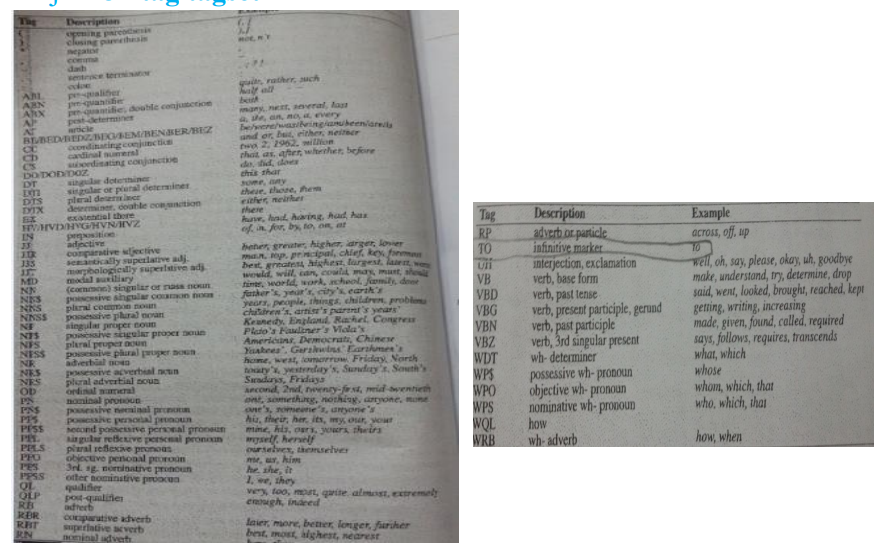 Tag Description
( opening parenthesis (, [
) closing parenthesis ), ]
* negator not, n't
, comma ,
dash
. sentence terminator . ; ? !
: colon :
ABL pre-qualifier quite, rather, such
ABN pre-quantifier half, all
ABX pre-quantifier, double conjunction both
AP post-determiner many, next, several, last
AT article a, the, an, no, a, every
BE/BED/BEDZ/BEG/BEM/BEN/BER/BEZ be/were/was/being/am/been/are/is
CC coordinating conjunction and, or, but, either, neither
CD cardinal numeral two, 2, 1962, million
CS subordinating conjunction that, as, after, whether, before
DO/DOD/DOZ do, did, does
DT singular determiner this, that
DTI singular or plural determiner some, any
DTS plural determiner these, those, them
DTX determiner, double conjunction either, neither
EX existential there there
HV/HVD/HVG/HVN/HVZ have, had, having, had, has
IN preposition of, in, for, by, to, on, at
JJ adjective
JJR comparative adjective better, greater, higher, larger, lower
JJS semantically superlative adj. main, top, principal, chief, key, foremost
JJT morphologically superlative adj. best, greatest, highest, largest, latest, worst
MD modal auxiliary would, will, can, could, may, must, should
NN (common) singular or mass noun time, world, work, school, family, door
NN$ possessive singular common noun father's, year's, city's, earth's
NNS plural common noun years, people, things, children, problems
NNS$ possessive plural noun children's, artist's parent's years'
NP singular proper noun Kennedy, England, Rachel, Congress
NP$ possessive singular proper noun Plato's Faulkner's Viola's
NPS plural proper noun Americans, Democrats, Chinese
NPS$ possessive plural proper noun Yankees', Gershwins' Earthmen's
NR adverbial noun home, west, tomorrow, Friday, North
NR$ possessive adverbial noun today's, yesterday's, Sunday's, South's
NRS plural adverbial noun Sundays, Fridays
OD ordinal numeral second, 2nd, twenty-first, mid-twentieth
PN nominal pronoun one, something, nothing, anyone, none
PN$ possessive nominal pronoun one's, someone's, anyone's
PP$ possessive personal pronoun his, their, her, its, my, our, your
PP$$ second possessive personal pronoun mine, his, ours, yours, theirs
PPL singular reflexive personal pronoun myself, herself
PPLS plural reflexive pronoun ourselves, themselves
PPO objective personal pronoun me, us, him
PPS 3rd. sg. nominative pronoun he, she, it
PPSS other nominative pronoun I, we, they
QL qualifier very, too, most, quite, almost, extremely
QLP post-qualifier enough, indeed
RB adverb
RBR comparative adverb later, more, better, longer, further
RBT superlative adverb best, most, highest, nearest
RN nominal adverb
Tag Description Example
RP adverb or particle across, off, up
TO infinitive marker to
UH interjection, exclamation well, oh, say, please, okay, uh, goodbye
VB verb, base form make, understand, try, determine, drop
VBD verb, past tense said, went, looked, brought, reached, kept
VBG verb, present participle, gerund getting, writing, increasing
VBN verb, past participle made, given, found, called, required
VBZ verb, 3rd singular present says, follows, requires, transcends
WDT wh- determiner what, which
WP$ possessive wh- pronoun whose
WPO objective wh- pronoun whom, which, that
WPS nominative wh- pronoun who, which, that
WQL how
WRB wh- adverb how, when